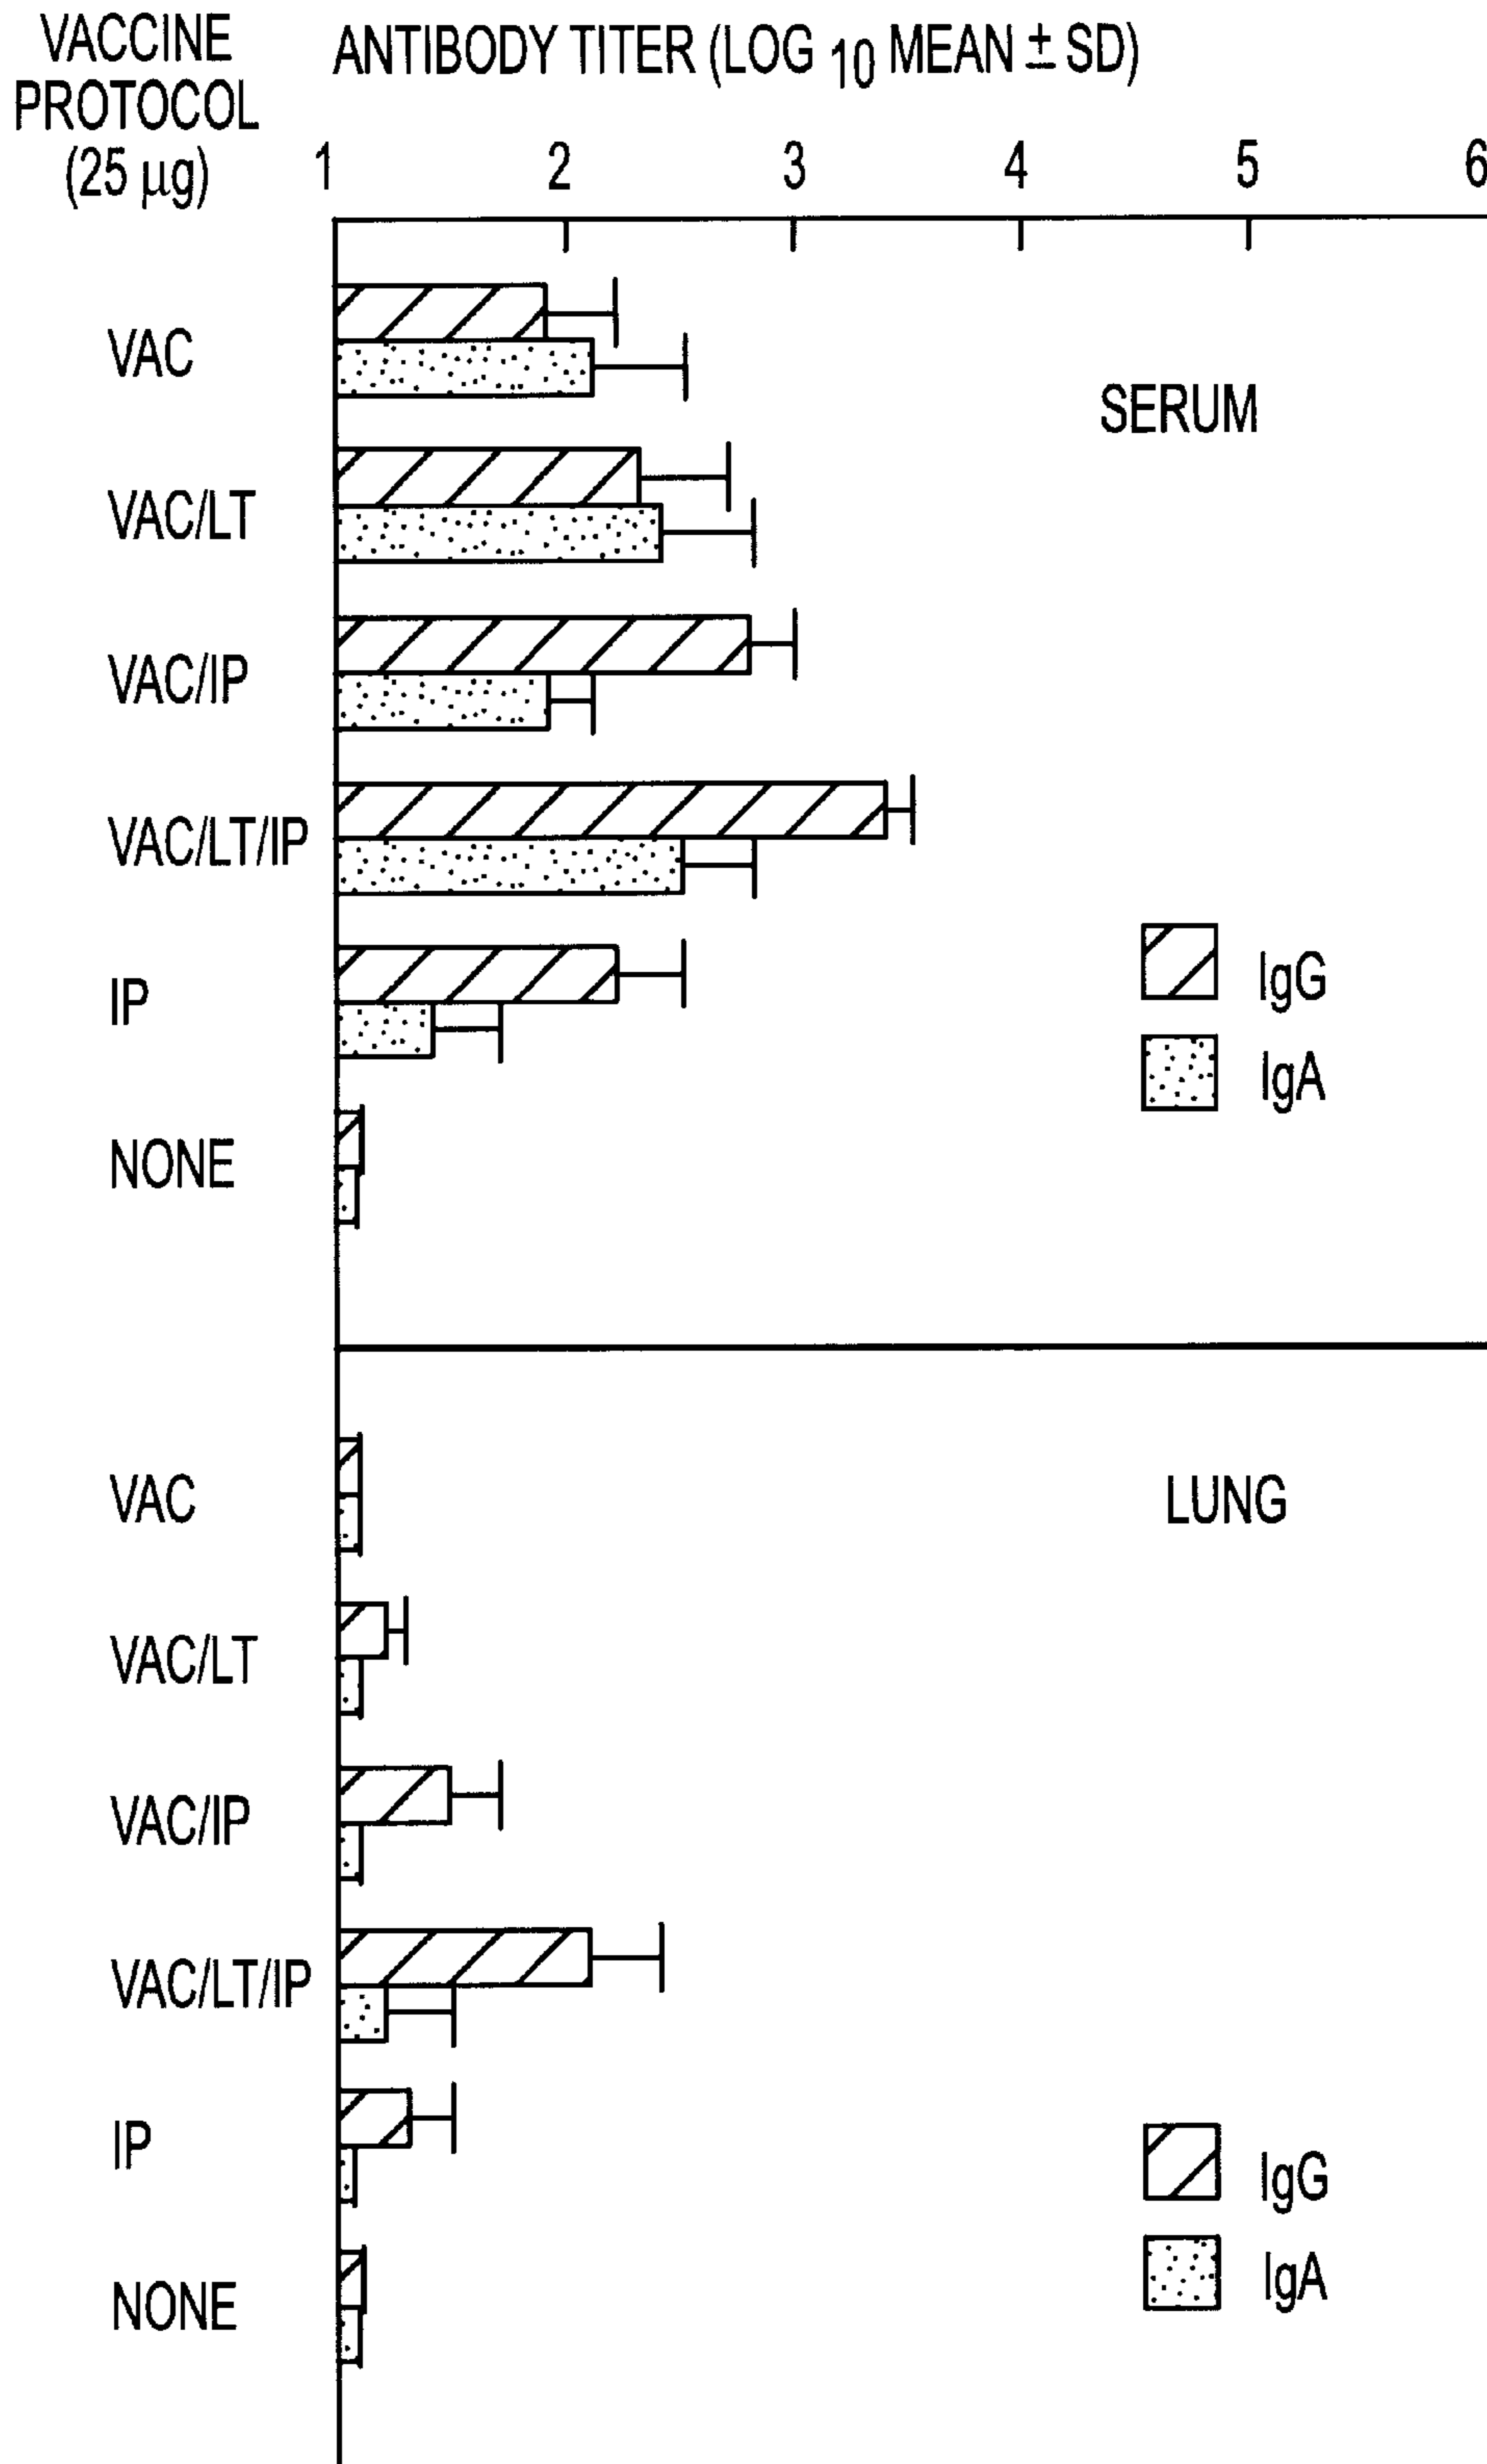 VACCINE
PROTOCOL
(25 µg)
ANTIBODY TITER (LOG 10 MEAN ± SD)
1 2 3 4 5 6
VAC
SERUM
VAC/LT
VAC/IP
VAC/LT/IP
IgG
IP
IgA
NONE
VAC
LUNG
VAC/LT
VAC/IP
VAC/LT/IP
IP
IgG
NONE
IgA